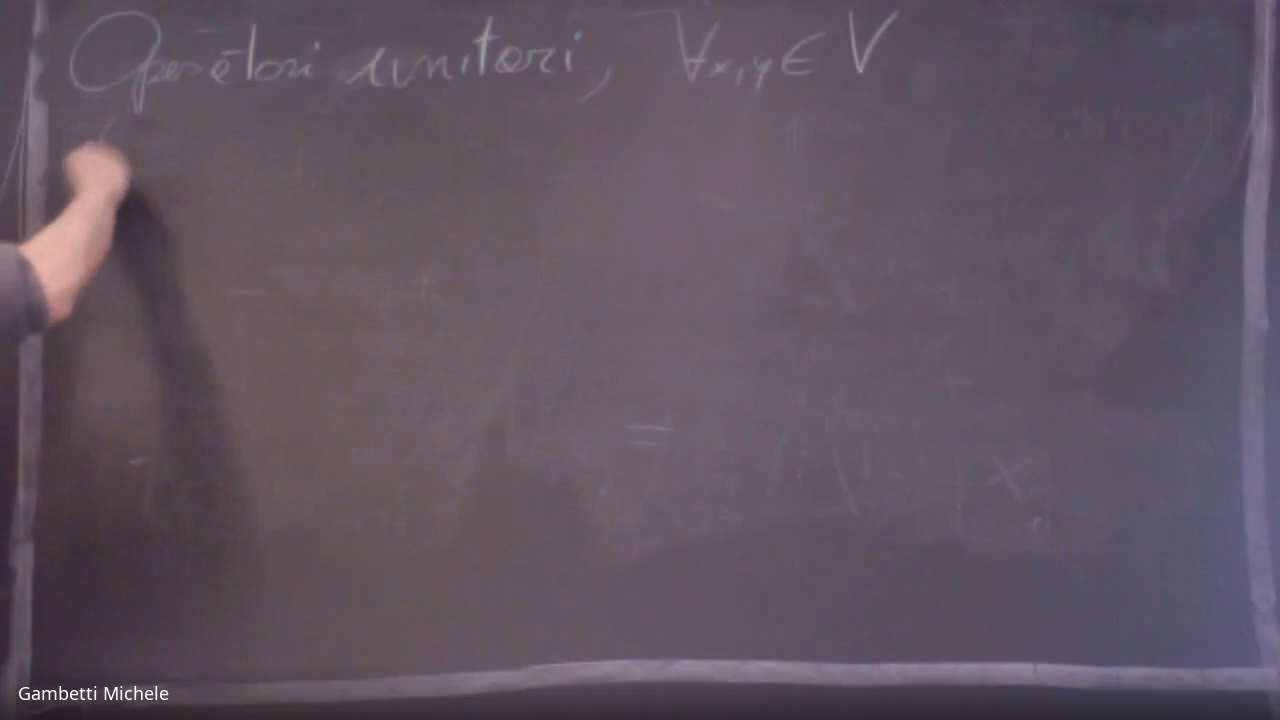 Operatori unitari, ∀x,y ∈ V
=
Gambetti Michele